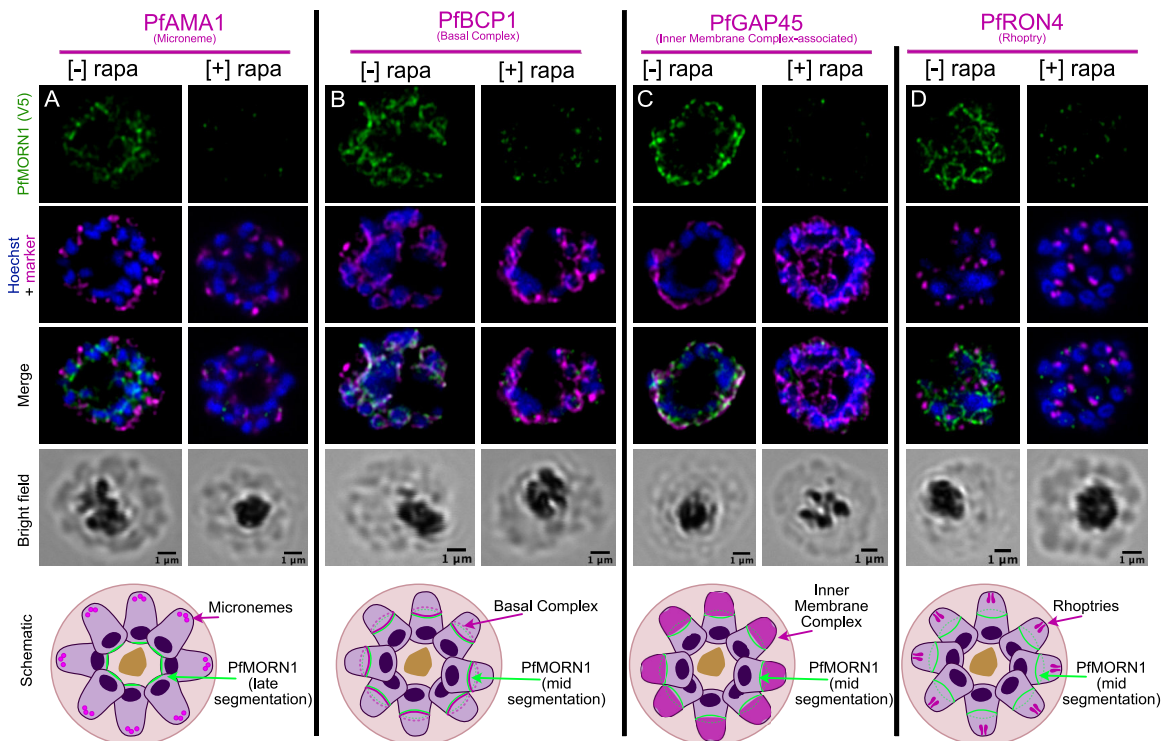 PfAMA1
(Microneme)
PfBCP1
(Basal Complex)
PfGAP45
(Inner Membrane Complex-associated)
PfRON4
(Rhoptry)
[-] rapa
[+] rapa
[-] rapa
[+] rapa
[-] rapa
[+] rapa
[-] rapa
[+] rapa
A
B
C
D
PfMORN1 (V5)
Hoechst
+ marker
Merge
Bright field
1 µm
1 µm
1 µm
1 µm
1 µm
1 µm
1 µm
1 µm
Schematic
Micronemes
PfMORN1
(late
segmentation)
Basal Complex
PfMORN1
(mid
segmentation)
Inner
Membrane
Complex
PfMORN1
(mid
segmentation)
Rhoptries
PfMORN1
(mid
segmentation)